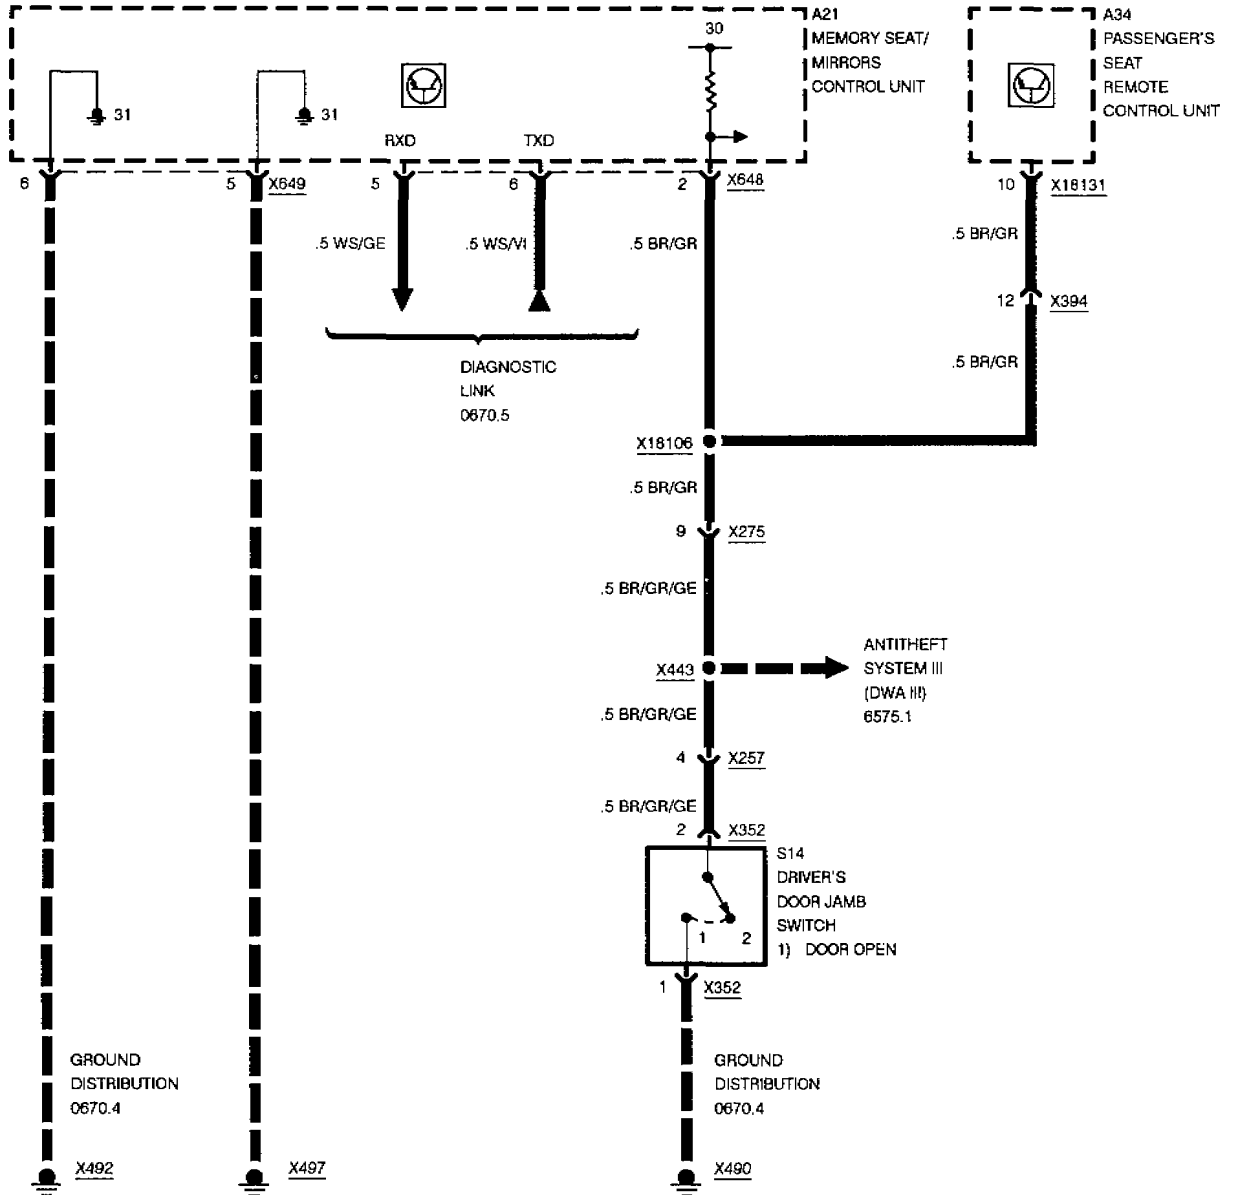 A21
MEMORY SEAT/
MIRRORS
CONTROL UNIT
A34
PASSENGER'S
SEAT
REMOTE
CONTROL UNIT
30
31
31
RXD
TXD
6
5
X649
5
6
2
X648
10
X18131
.5 WS/GE
.5 WS/VI
.5 BR/GR
.5 BR/GR
12
X394
.5 BR/GR
DIAGNOSTIC
LINK
0670.5
X18106
.5 BR/GR
9
X275
.5 BR/GR/GE
X443
ANTITHEFT
SYSTEM III
(DWA III)
6575.1
.5 BR/GR/GE
4
X257
.5 BR/GR/GE
2
X352
S14
DRIVER'S
DOOR JAMB
SWITCH
1) DOOR OPEN
1
2
1
X352
GROUND
DISTRIBUTION
0670.4
GROUND
DISTRIBUTION
0670.4
X492
X497
X490